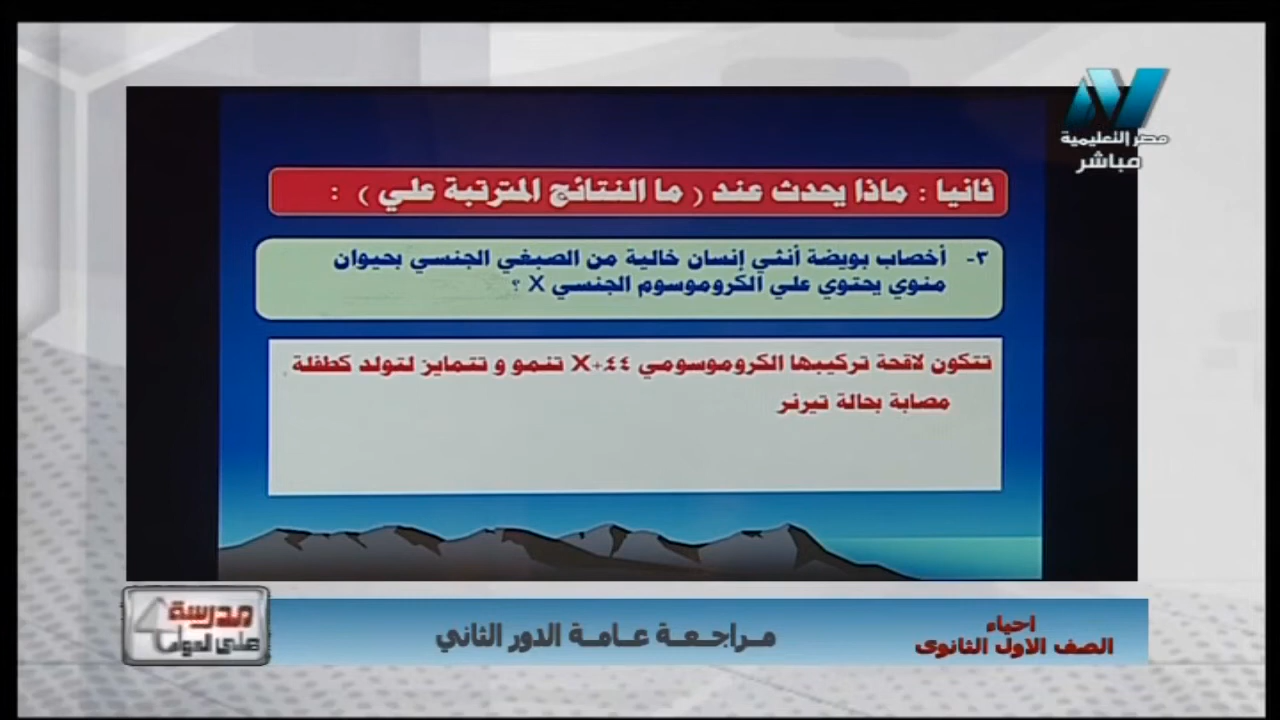 مصر التعليمية
مباشر
ثانيا : ماذا يحدث عند ( ما النتائج المترتبة علي ) :
٣- أخصاب بويضة أنثي إنسان خالية من الصبغي الجنسي بحيوان
منوي يحتوي علي الكروموسوم الجنسي X ؟
تتكون لاقحة تركيبها الكروموسومي ٤٤+X تنمو و تتمايز لتولد كطفلة
مصابة بحالة تيرنر
احياء
الصف الاول الثانوى
مراجعة عامة الدور الثاني
مدرسة
على الهواء